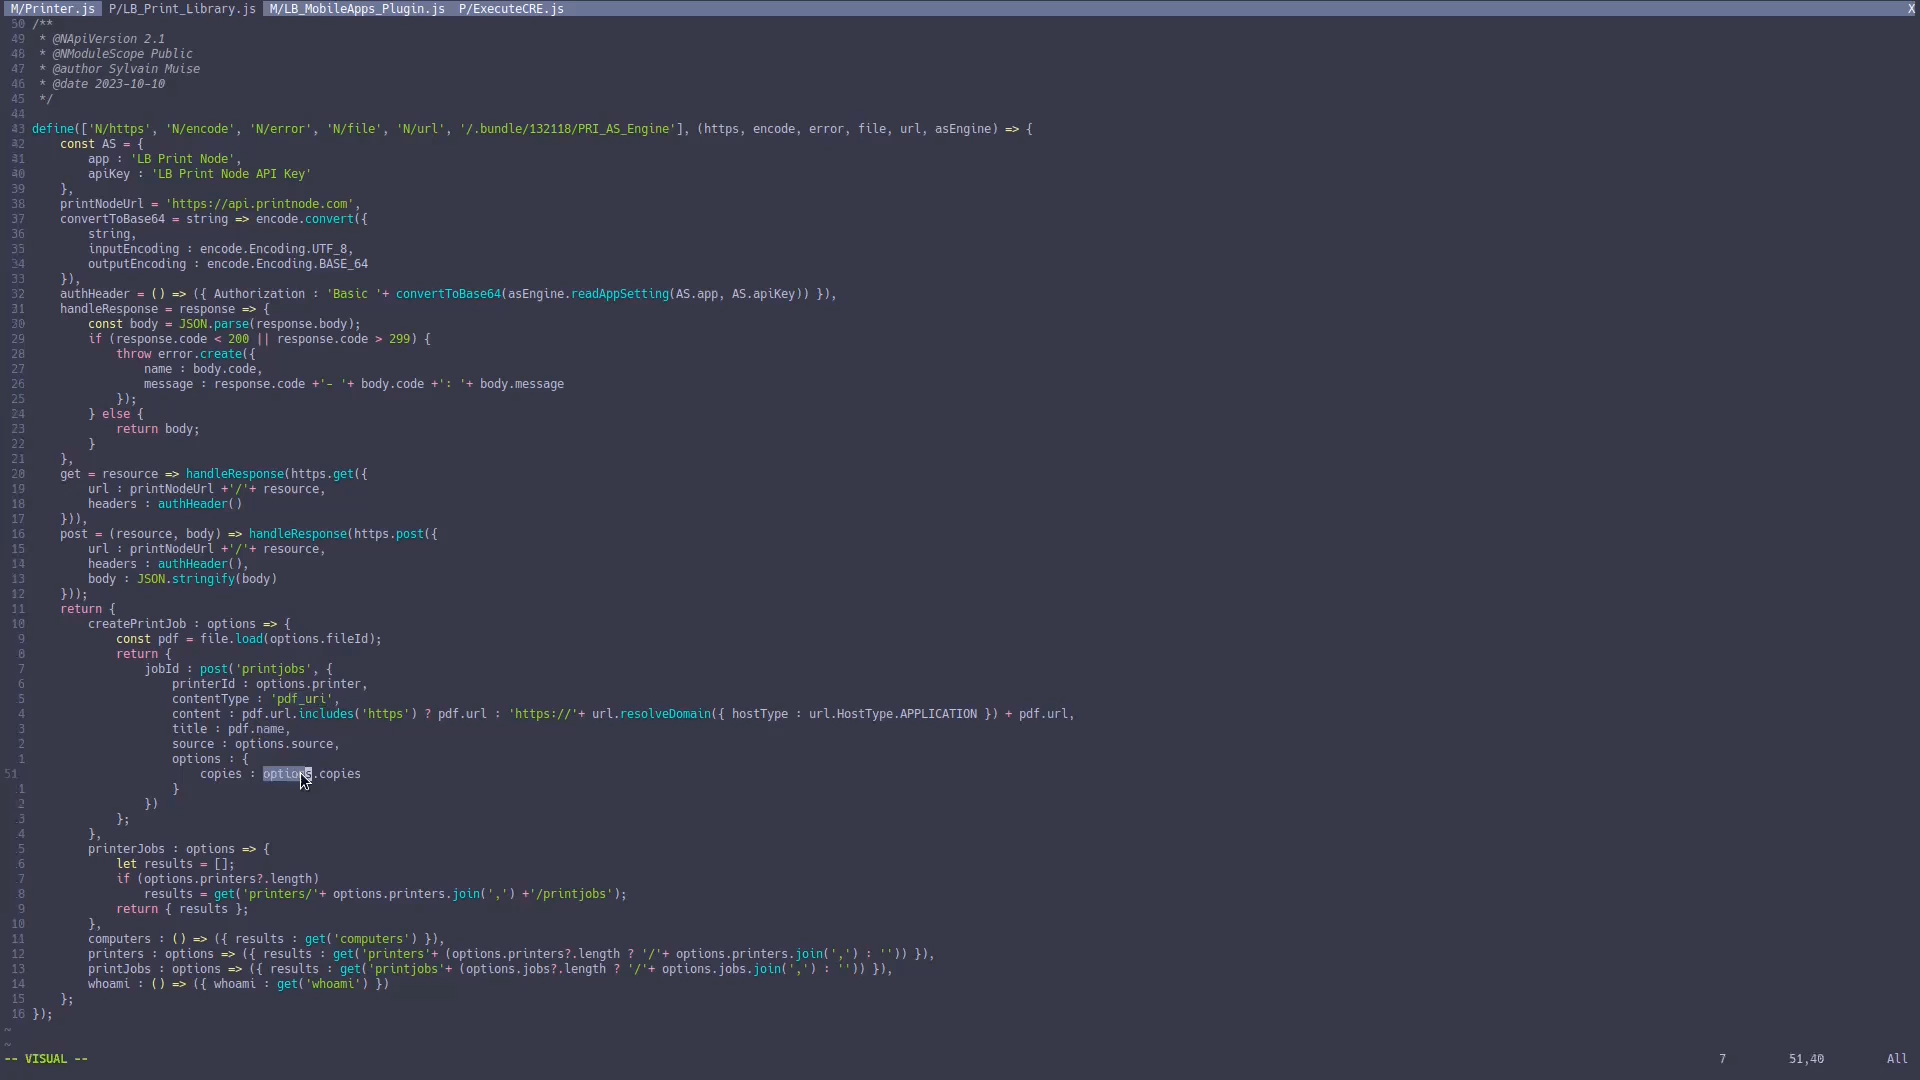 M/Printer.js  P/LB_Print_Library.js  M/LB_MobileApps_Plugin.js  P/ExecuteCRE.js  X
50 /**
49  * @NApiVersion 2.1
48  * @NModuleScope Public
47  * @author Sylvain Muise
46  * @date 2023-10-10
45  */
44
43 define(['N/https', 'N/encode', 'N/error', 'N/file', 'N/url', '/.bundle/132118/PRI_AS_Engine'], (https, encode, error, file, url, asEngine) => {
42     const AS = {
41         app : 'LB Print Node',
40         apiKey : 'LB Print Node API Key'
39     },
38     printNodeUrl = 'https://api.printnode.com',
37     convertToBase64 = string => encode.convert({
36         string,
35         inputEncoding : encode.Encoding.UTF_8,
34         outputEncoding : encode.Encoding.BASE_64
33     }),
32     authHeader = () => ({ Authorization : 'Basic '+ convertToBase64(asEngine.readAppSetting(AS.app, AS.apiKey)) }),
31     handleResponse = response => {
30         const body = JSON.parse(response.body);
29         if (response.code < 200 || response.code > 299) {
28             throw error.create({
27                 name : body.code,
26                 message : response.code +'- '+ body.code +': '+ body.message
25             });
24         } else {
23             return body;
22         }
21     },
20     get = resource => handleResponse(https.get({
19         url : printNodeUrl +'/'+ resource,
18         headers : authHeader()
17     })),
16     post = (resource, body) => handleResponse(https.post({
15         url : printNodeUrl +'/'+ resource,
14         headers : authHeader(),
13         body : JSON.stringify(body)
12     }));
11     return {
10         createPrintJob : options => {
9             const pdf = file.load(options.fileId);
8             return {
7                 jobId : post('printjobs', {
6                     printerId : options.printer,
5                     contentType : 'pdf_uri',
4                     content : pdf.url.includes('https') ? pdf.url : 'https://'+ url.resolveDomain({ hostType : url.HostType.APPLICATION }) + pdf.url,
3                     title : pdf.name,
2                     source : options.source,
1                     options : {
51                         copies : options.copies
1                     }
2                 })
3             };
4         },
5         printerJobs : options => {
6             let results = [];
7             if (options.printers?.length)
8                 results = get('printers/'+ options.printers.join(',') +'/printjobs');
9             return { results };
10         },
11         computers : () => ({ results : get('computers') }),
12         printers : options => ({ results : get('printers'+ (options.printers?.length ? '/'+ options.printers.join(',') : '')) }),
13         printJobs : options => ({ results : get('printjobs'+ (options.jobs?.length ? '/'+ options.jobs.join(',') : '')) }),
14         whoami : () => ({ whoami : get('whoami') })
15     };
16 });
~
~
-- VISUAL --  7  51,40  All